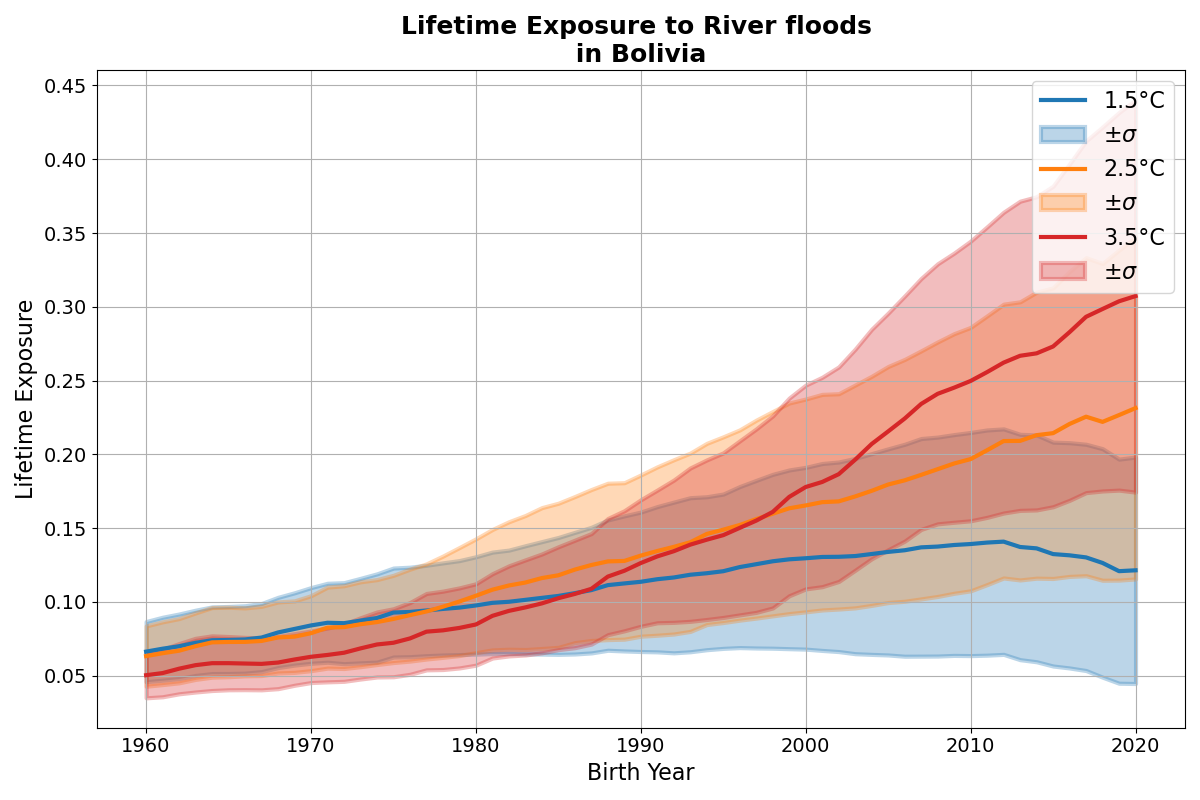 Lifetime Exposure to River floods
in Bolivia
Lifetime Exposure
0.45
0.40
0.35
0.30
0.25
0.20
0.15
0.10
0.05
1.5°C
±σ
2.5°C
±σ
3.5°C
±σ
1960 1970 1980 1990 2000 2010 2020
Birth Year